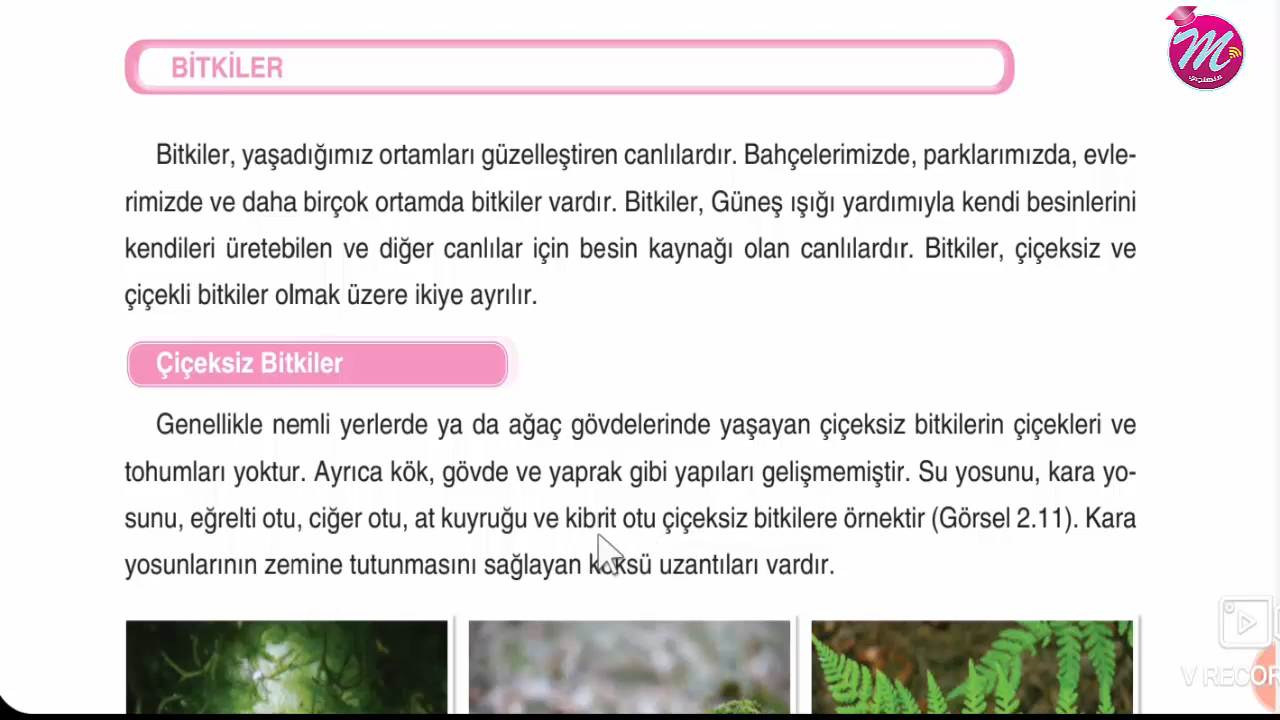 BİTKİLER
Bitkiler, yaşadığımız ortamları güzelleştiren canlılardır. Bahçelerimizde, parklarımızda, evle-
rimizde ve daha birçok ortamda bitkiler vardır. Bitkiler, Güneş ışığı yardımıyla kendi besinlerini
kendileri üretebilen ve diğer canlılar için besin kaynağı olan canlılardır. Bitkiler, çiçeksiz ve
çiçekli bitkiler olmak üzere ikiye ayrılır.
Çiçeksiz Bitkiler
Genellikle nemli yerlerde ya da ağaç gövdelerinde yaşayan çiçeksiz bitkilerin çiçekleri ve
tohumları yoktur. Ayrıca kök, gövde ve yaprak gibi yapıları gelişmemiştir. Su yosunu, kara yo-
sunu, eğrelti otu, ciğer otu, at kuyruğu ve kibrit otu çiçeksiz bitkilere örnektir (Görsel 2.11). Kara
yosunlarının zemine tutunmasını sağlayan köksü uzantıları vardır.
V RECOR